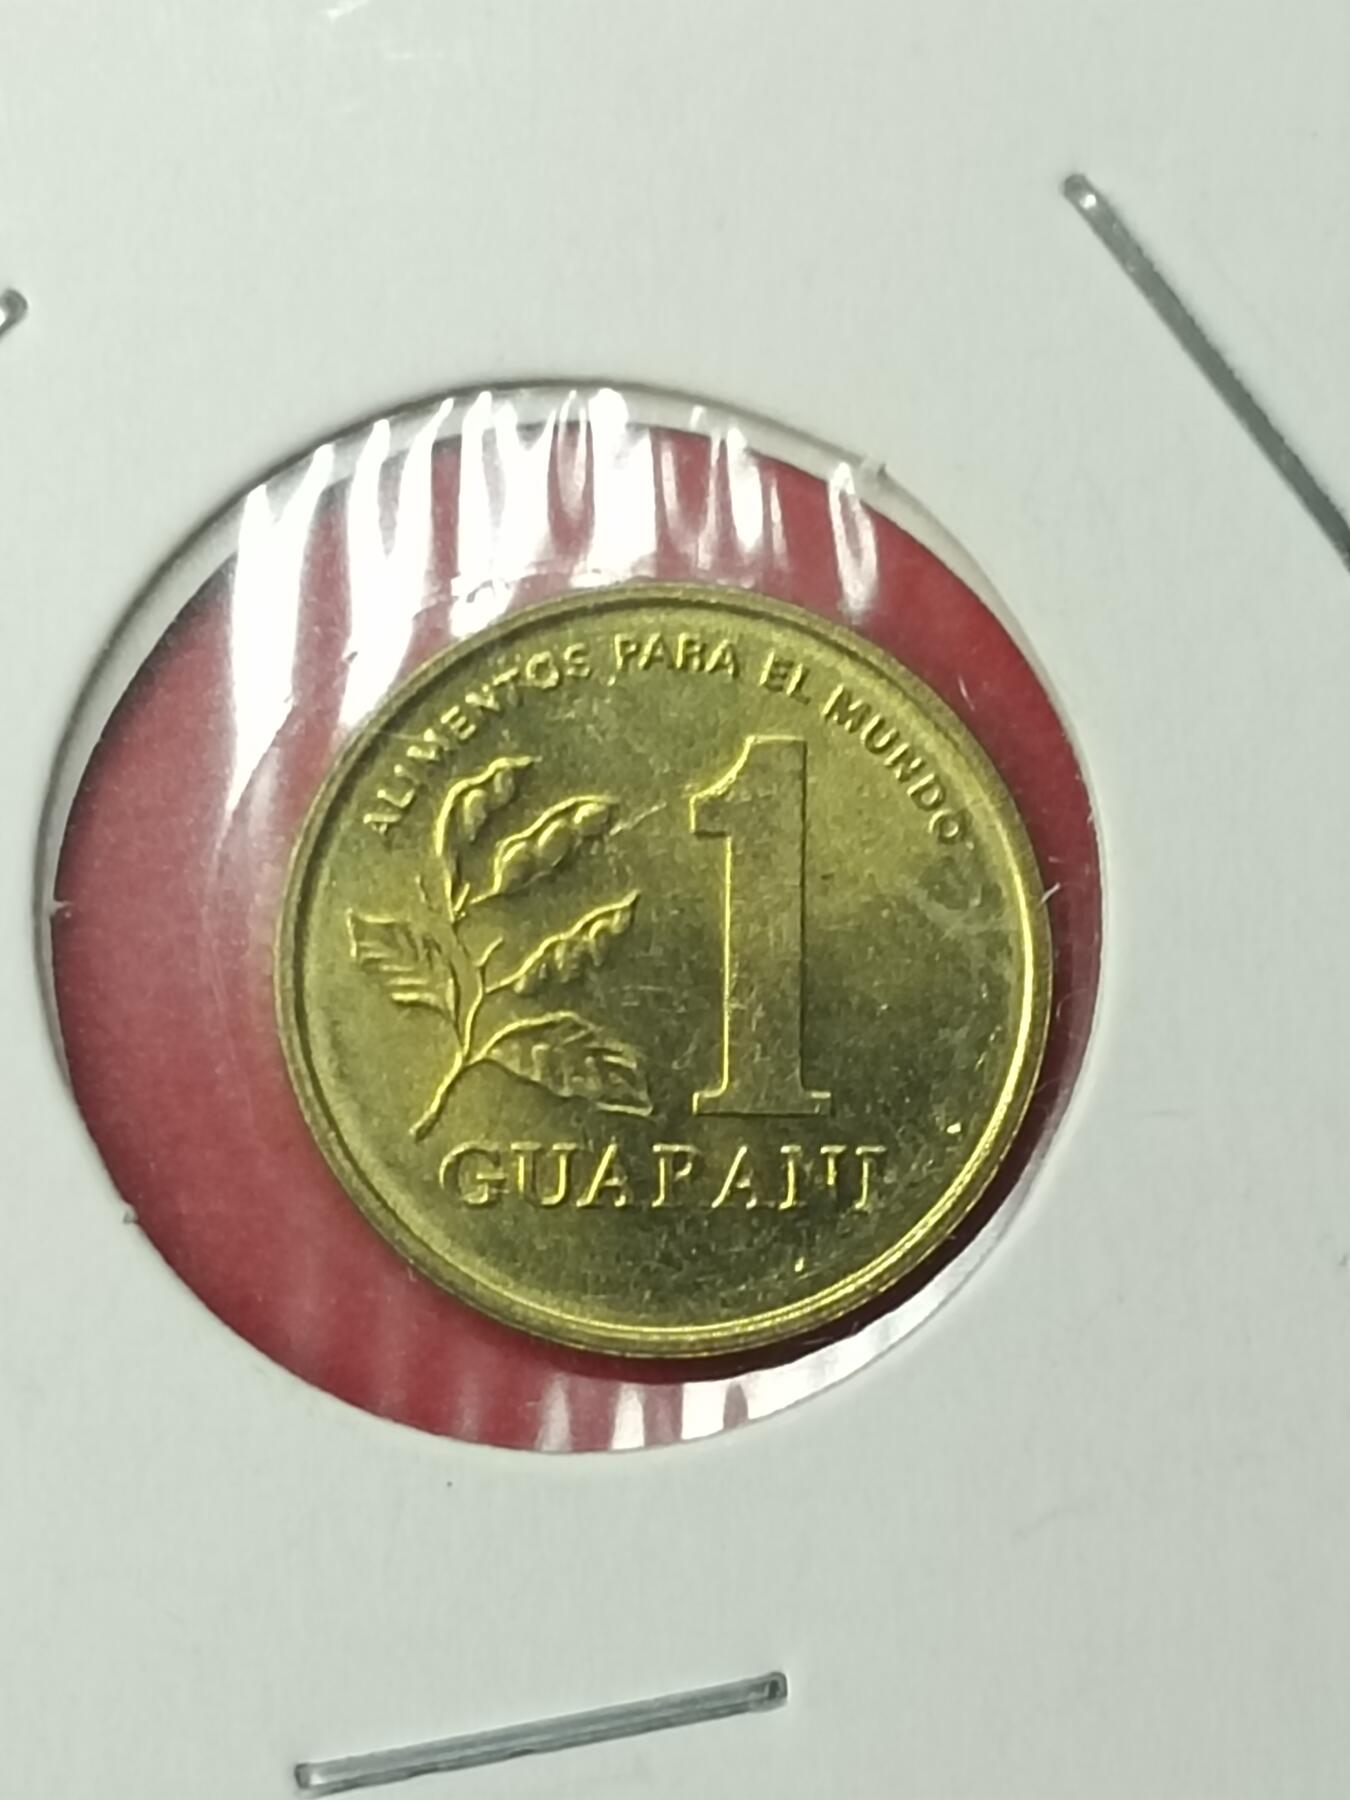 ALIMENTOS PARA EL MUNDO
1
GUARANI